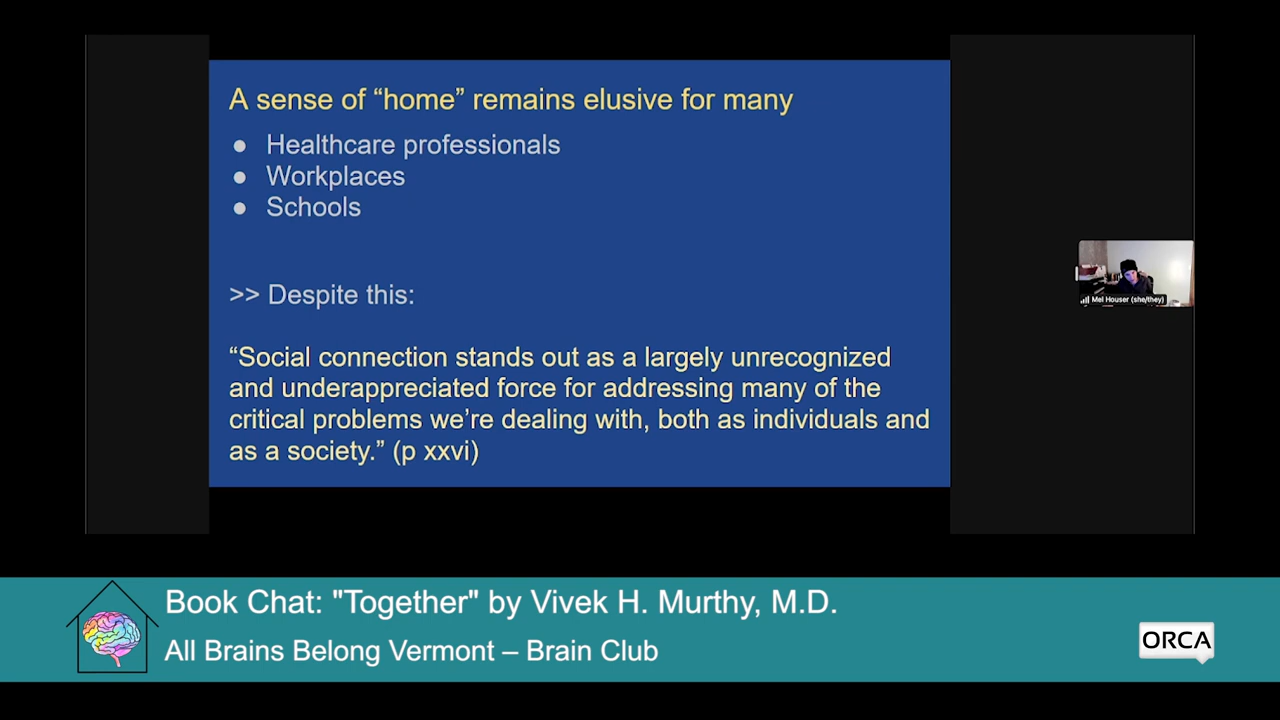 A sense of “home” remains elusive for many
● Healthcare professionals
● Workplaces
● Schools
>> Despite this:
“Social connection stands out as a largely unrecognized
and underappreciated force for addressing many of the
critical problems we’re dealing with, both as individuals and
as a society.” (p xxvi)
Mel Houser (she/they)
Book Chat: "Together" by Vivek H. Murthy, M.D.
All Brains Belong Vermont – Brain Club
ORCA